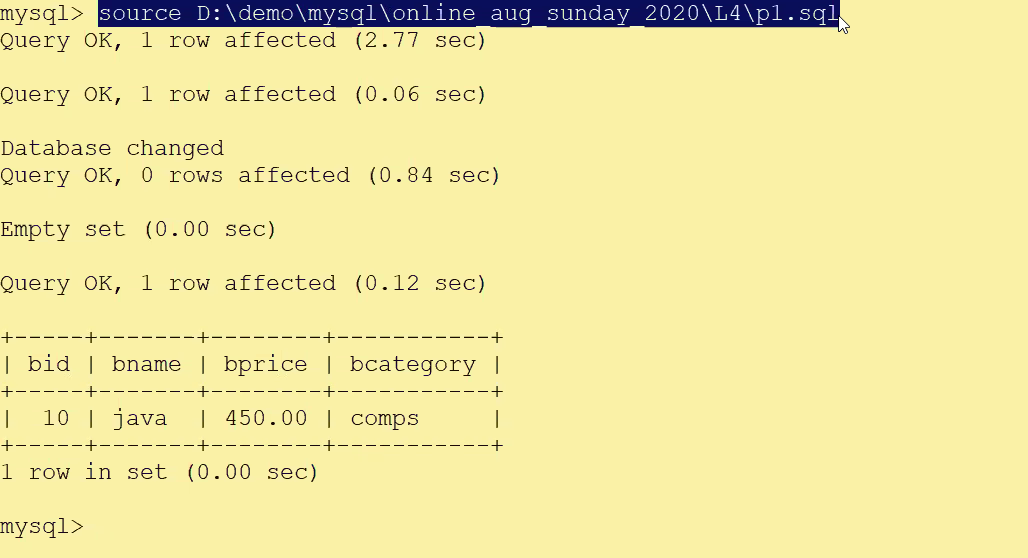 mysql> source D:\demo\mysql\online_aug_sunday_2020\L4\p1.sql
Query OK, 1 row affected (2.77 sec)
Query OK, 1 row affected (0.06 sec)
Database changed
Query OK, 0 rows affected (0.84 sec)
Empty set (0.00 sec)
Query OK, 1 row affected (0.12 sec)
+-----+-------+--------+-----------+
| bid | bname | bprice | bcategory |
+-----+-------+--------+-----------+
|  10 | java  | 450.00 | comps     |
+-----+-------+--------+-----------+
1 row in set (0.00 sec)
mysql>